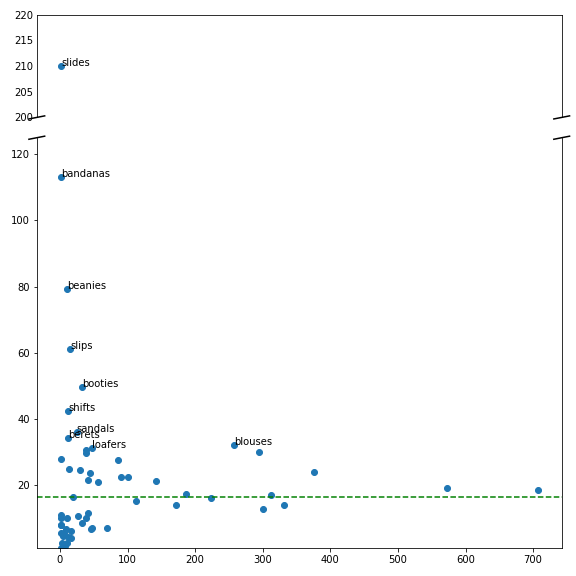 220
215
210
205
200
slides
120
100
80
60
40
20
bandanas
beanies
slips
booties
shifts
sandals
berets
loafers
blouses
0
100
200
300
400
500
600
700